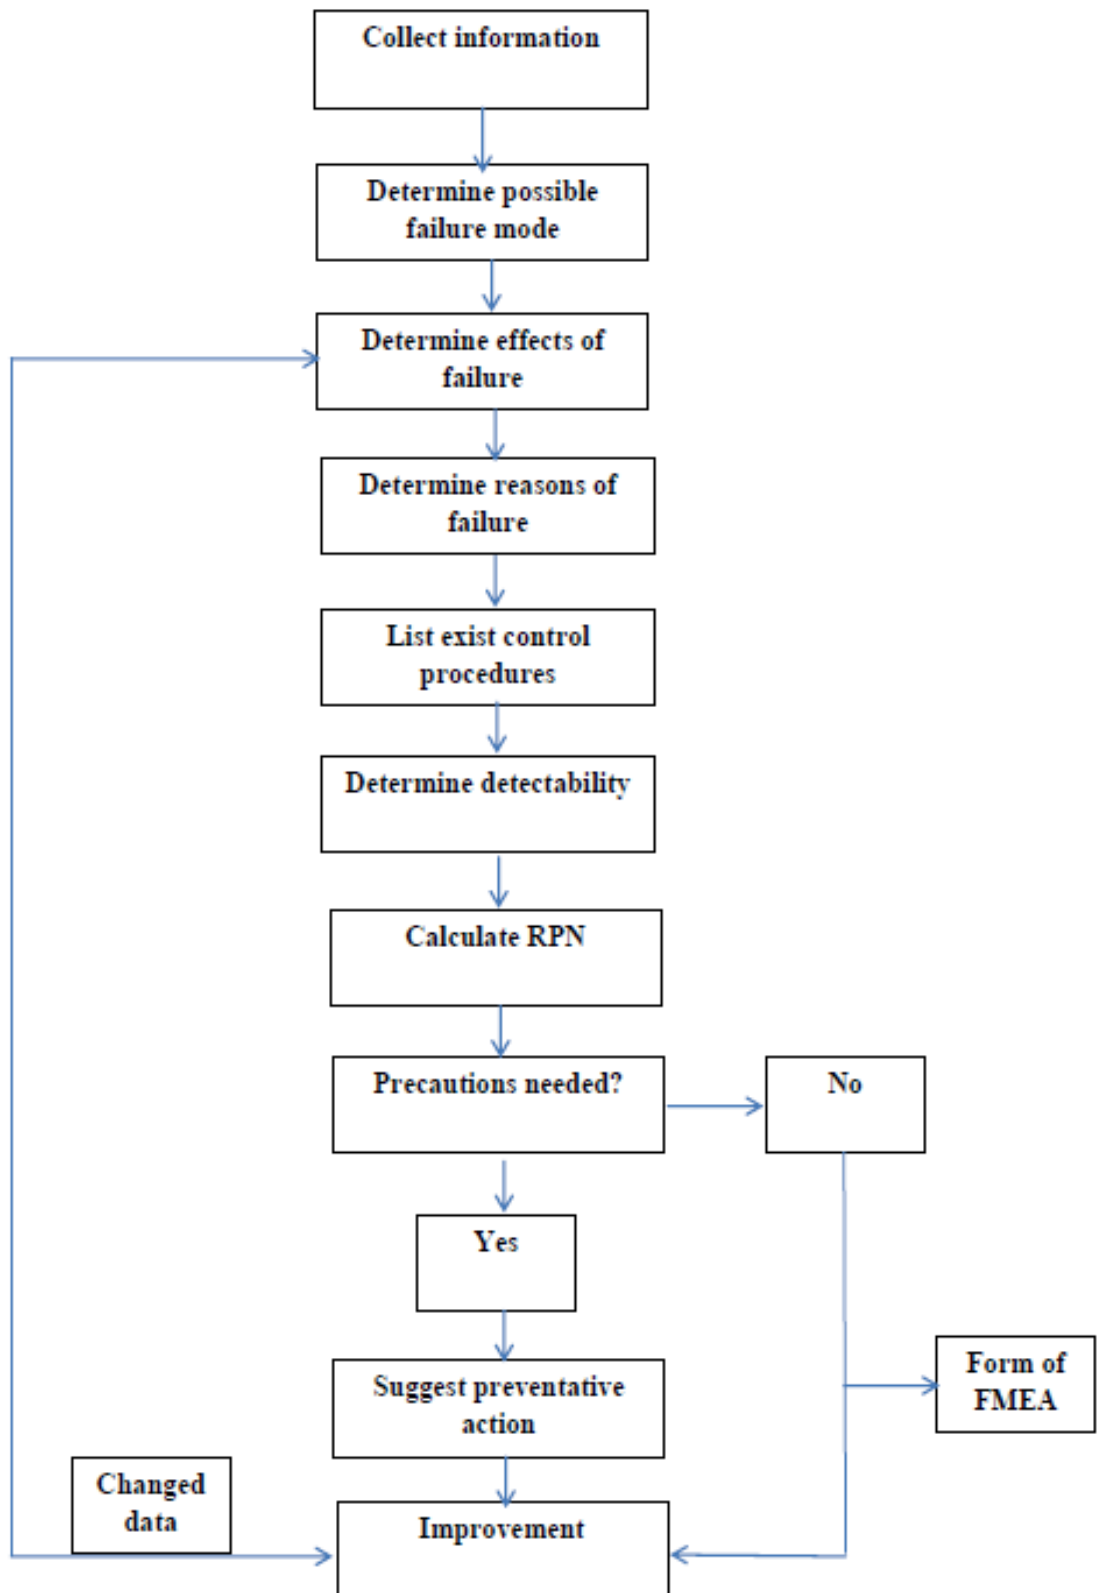 Collect information
Determine possible
failure mode
Determine effects of
failure
Determine reasons of
failure
List exist control
procedures
Determine detectability
Calculate RPN
Precautions needed?
No
Yes
Suggest preventative
action
Form of
FMEA
Changed
data
Improvement